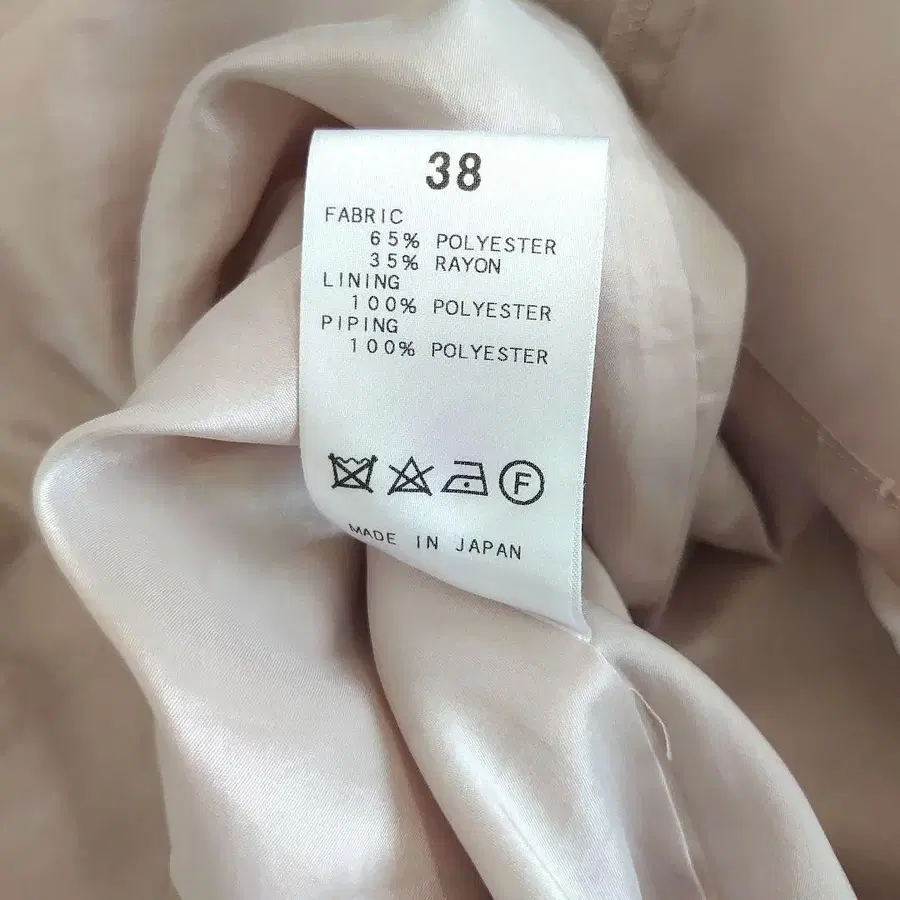 38
FABRIC
65% POLYESTER
35% RAYON
LINING
100% POLYESTER
PIPING
100% POLYESTER
F
MADE IN JAPAN